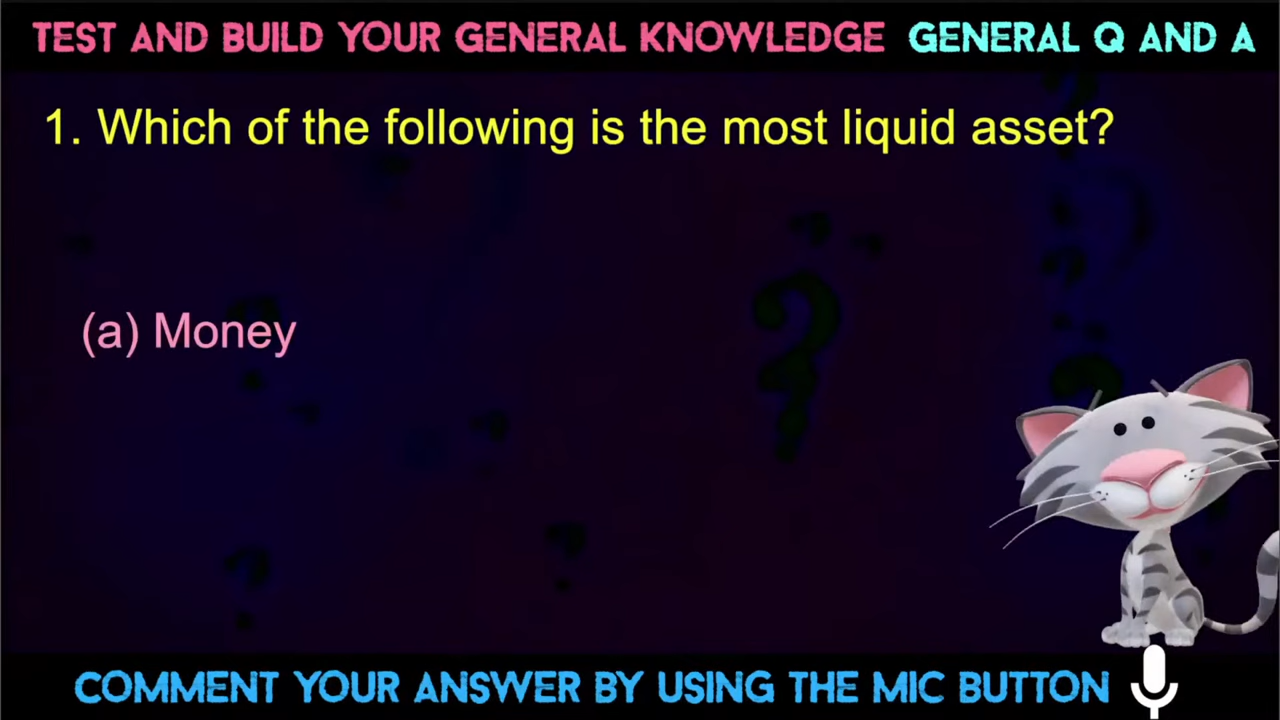 TEST AND BUILD YOUR GENERAL KNOWLEDGE GENERAL Q AND A
1. Which of the following is the most liquid asset?
(a) Money
COMMENT YOUR ANSWER BY USING THE MIC BUTTON